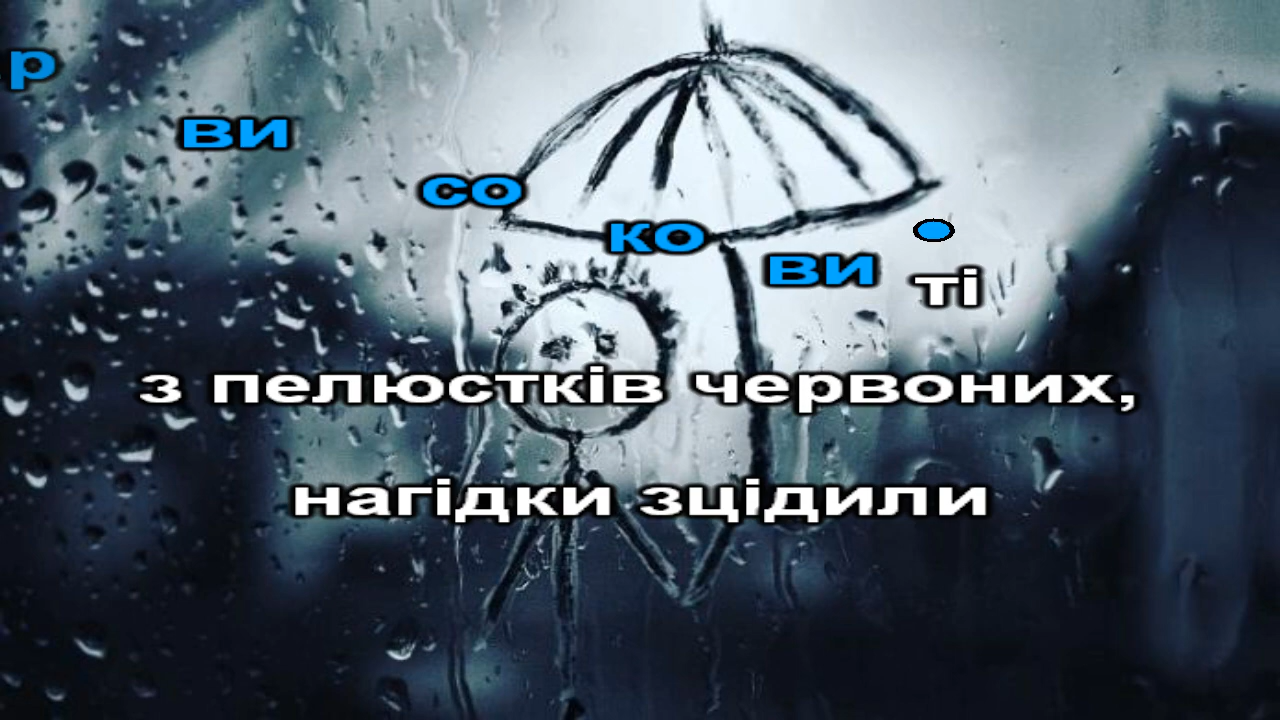 р ви со ко ви ті
з пелюстків червоних,
нагідки зцідили